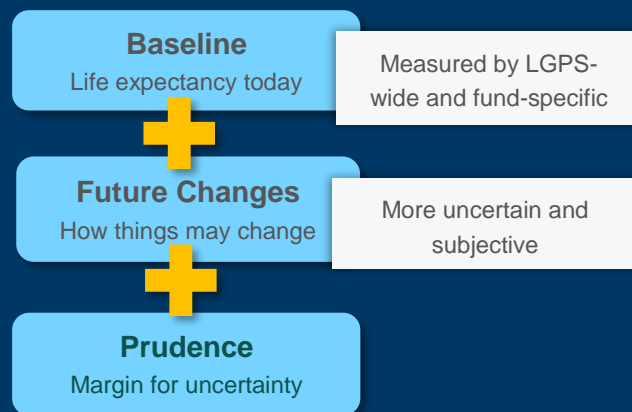 Baseline
Life expectancy today
Measured by LGPS-
wide and fund-specific
Future Changes
How things may change
More uncertain and
subjective
Prudence
Margin for uncertainty